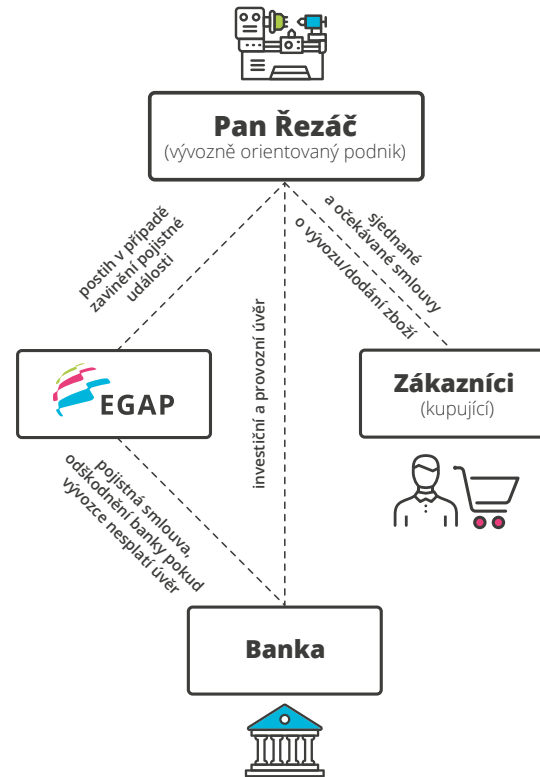 Pan Řezáč
(vývozně orientovaný podnik)
postih v případě
zavinění pojistné
události
investiční a provozní úvěr
sjednané
a očekávané smlouvy
o vývozu/dodání zboží
EGAP
Zákazníci
(kupující)
pojistná smlouva,
odškodnění banky pokud
vývozce nesplatí úvěr
Banka